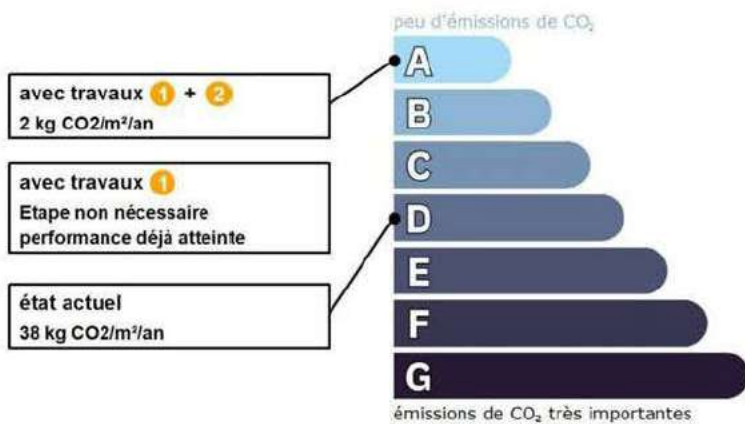 peu d'émissions de CO₂
avec travaux 1 + 2
2 kg CO2/m²/an
avec travaux 1
Etape non nécessaire
performance déjà atteinte
état actuel
38 kg CO2/m²/an
A
B
C
D
E
F
G
émissions de CO₂ très importantes